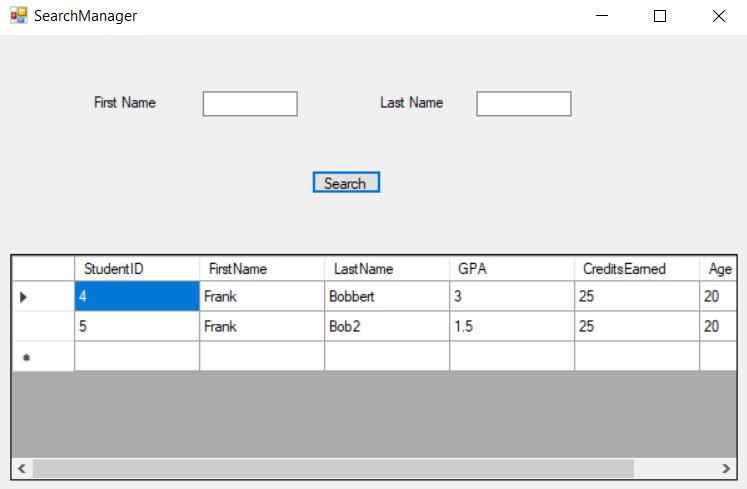 SearchManager
First Name Last Name
Search
StudentID FirstName LastName GPA CreditsEarned Age
4 Frank Bobbert 3 25 20
5 Frank Bob2 1.5 25 20